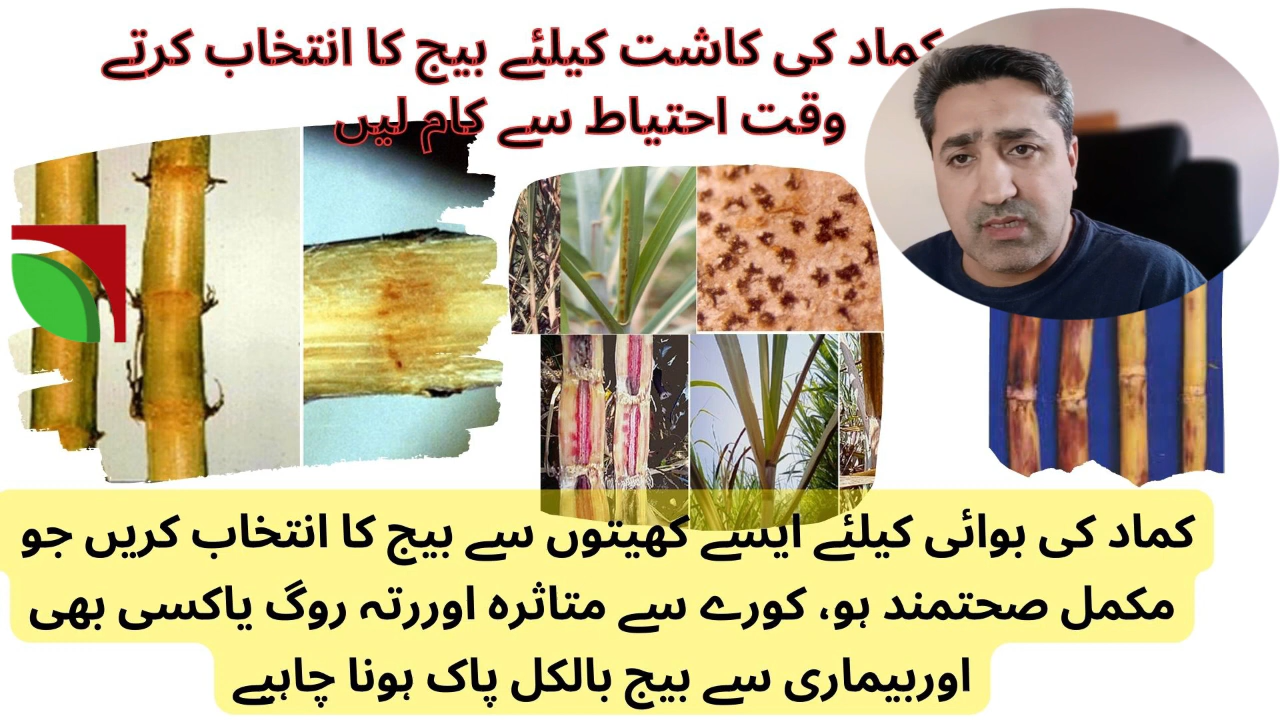 کماد کی کاشت کیلئے بیج کا انتخاب کرتے
وقت احتیاط سے کام لیں
کماد کی بوائی کیلئے ایسے کھیتوں سے بیج کا انتخاب کریں جو
مکمل صحتمند ہو، کورے سے متاثرہ اوررتہ روگ یاکسی بھی
اوربیماری سے بیج بالکل پاک ہونا چاہیے